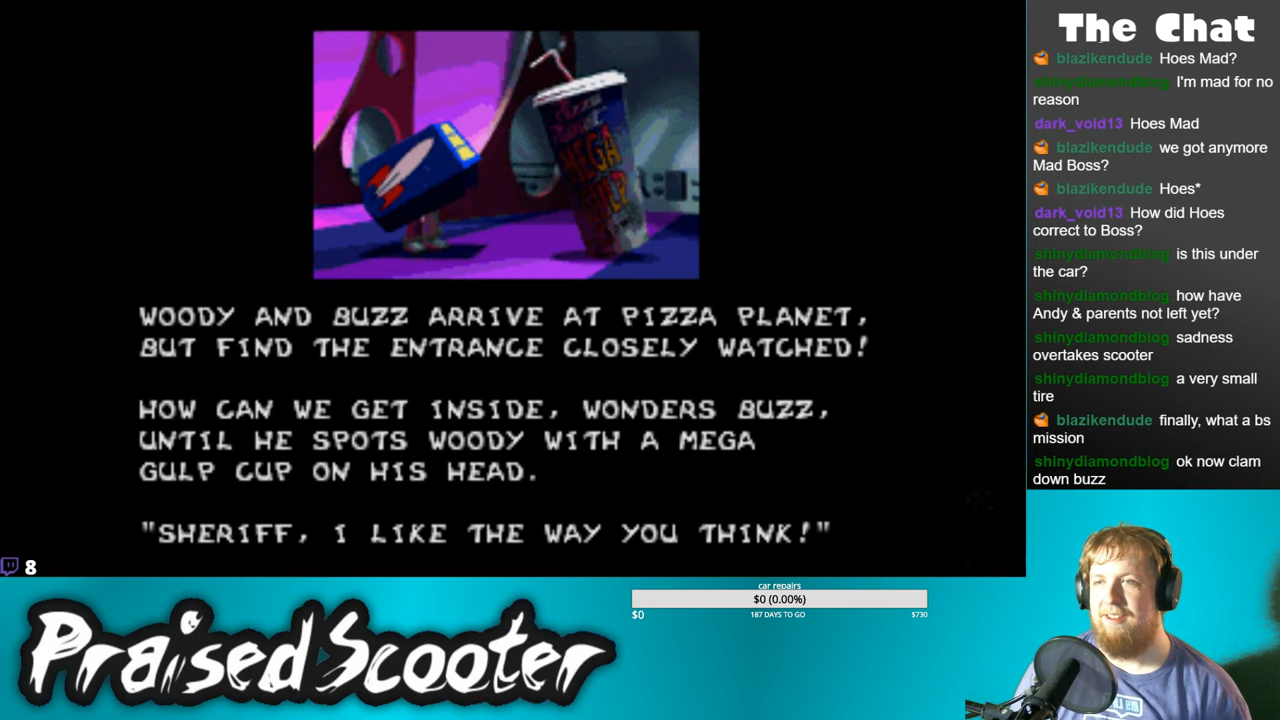 MEGA
GULP
WOODY AND BUZZ ARRIVE AT PIZZA PLANET,
BUT FIND THE ENTRANCE CLOSELY WATCHED!
HOW CAN WE GET INSIDE, WONDERS BUZZ,
UNTIL HE SPOTS WOODY WITH A MEGA
GULP CUP ON HIS HEAD.
"SHERIFF, I LIKE THE WAY YOU THINK!"
8
PraisedScooter
car repairs
$0 (0.00%)
$0 187 DAYS TO GO $730
The Chat
blazikendude Hoes Mad?
shinydiamondblog I'm mad for no
reason
dark_void13 Hoes Mad
blazikendude we got anymore
Mad Boss?
blazikendude Hoes*
dark_void13 How did Hoes
correct to Boss?
shinydiamondblog is this under
the car?
shinydiamondblog how have
Andy & parents not left yet?
shinydiamondblog sadness
overtakes scooter
shinydiamondblog a very small
tire
blazikendude finally, what a bs
mission
shinydiamondblog ok now clam
down buzz